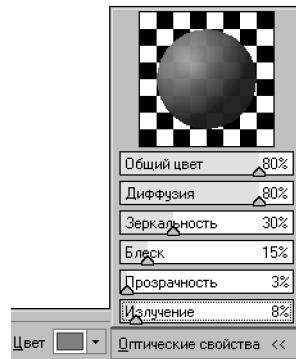 Общий цвет 80%
Диффузия 80%
Зеркальность 30%
Блеск 15%
Прозрачность 3%
Излучение 8%
Цвет Оптические свойства <<